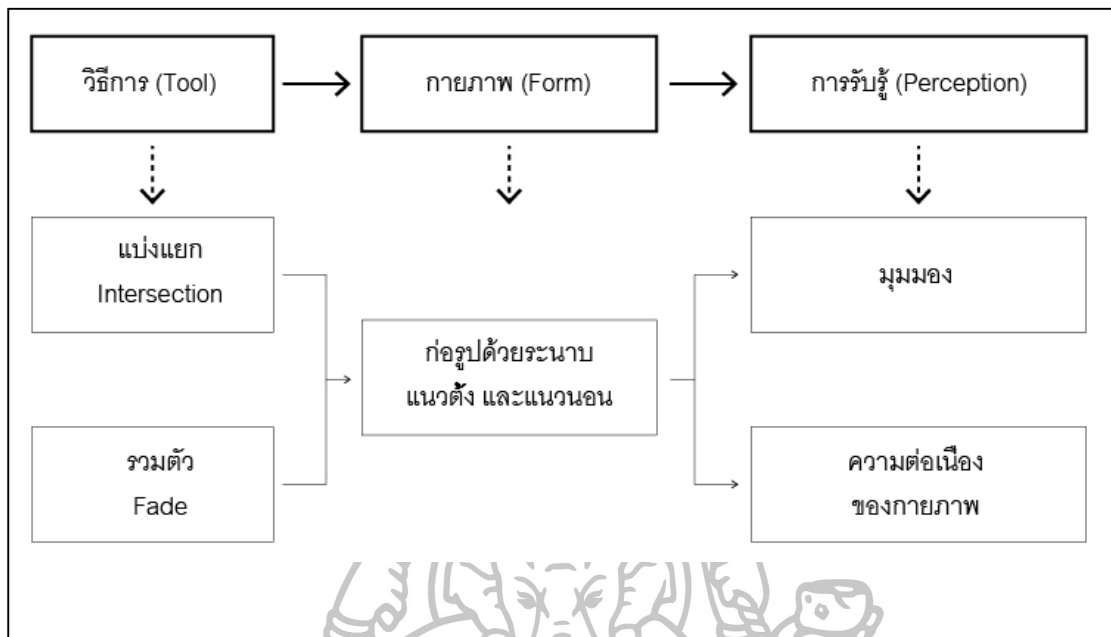 วิธีการ (Tool)
กายภาพ (Form)
การรับรู้ (Perception)
แบ่งแยก
Intersection
มุมมอง
ก่อรูปด้วยระนาบ
แนวตั้ง และแนวนอน
รวมตัว
Fade
ความต่อเนื่อง
ของกายภาพ